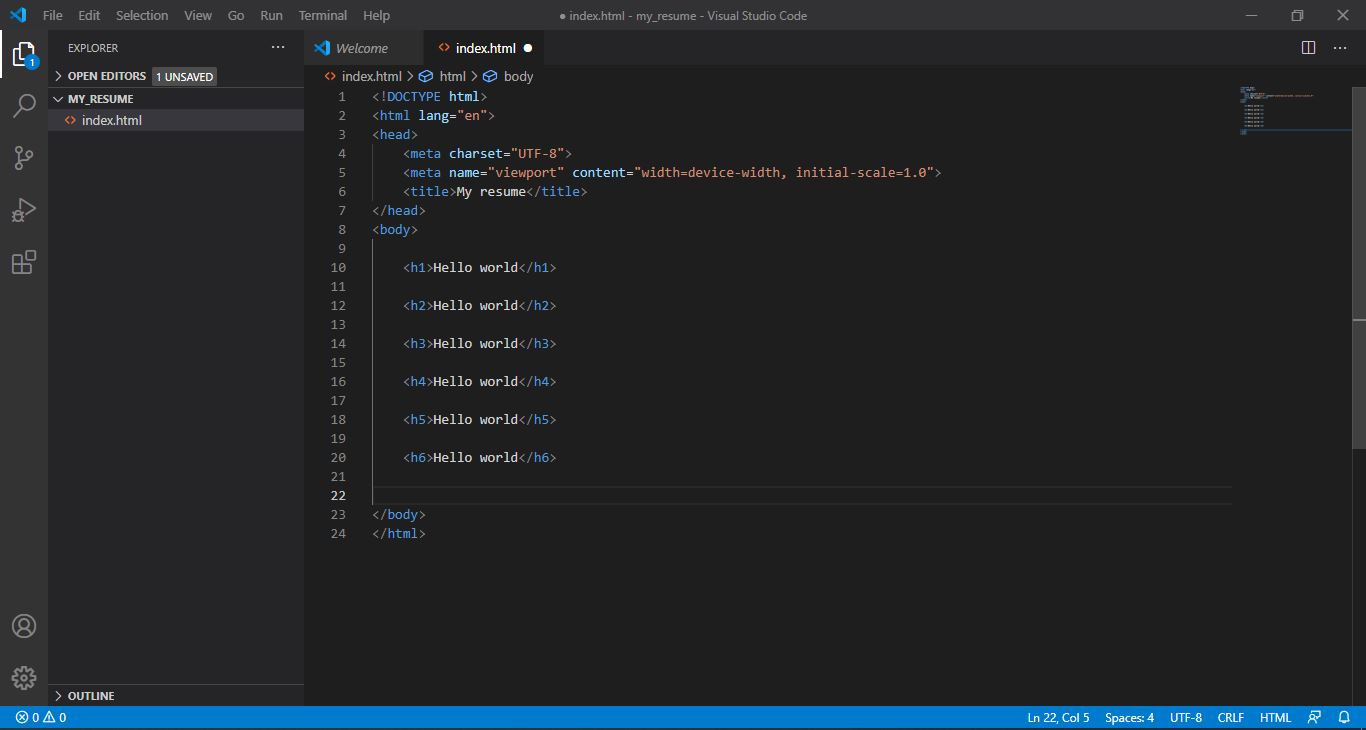 File Edit Selection View Go Run Terminal Help ● index.html - my_resume - Visual Studio Code
EXPLORER
OPEN EDITORS 1 UNSAVED
MY_RESUME
index.html
OUTLINE
Welcome index.html
index.html > html > body
1 <!DOCTYPE html>
2 <html lang="en">
3 <head>
4 <meta charset="UTF-8">
5 <meta name="viewport" content="width=device-width, initial-scale=1.0">
6 <title>My resume</title>
7 </head>
8 <body>
9
10 <h1>Hello world</h1>
11
12 <h2>Hello world</h2>
13
14 <h3>Hello world</h3>
15
16 <h4>Hello world</h4>
17
18 <h5>Hello world</h5>
19
20 <h6>Hello world</h6>
21
22
23 </body>
24 </html>
1
0 0 Ln 22, Col 5 Spaces: 4 UTF-8 CRLF HTML